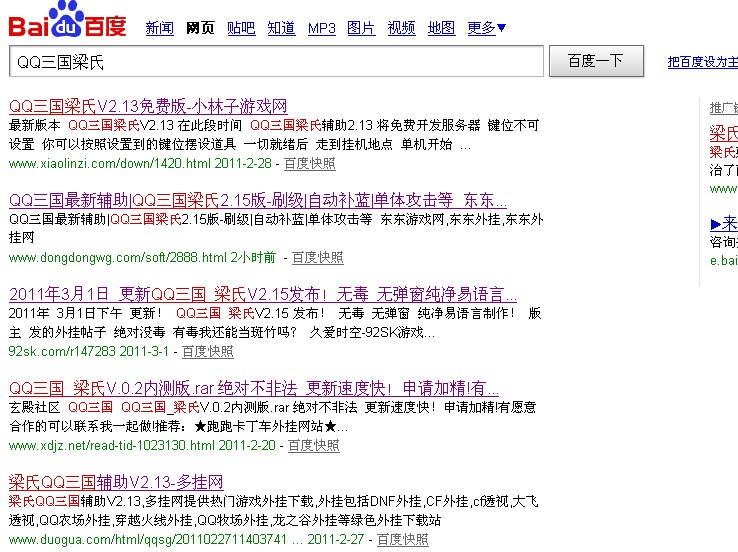 Bai du 百度
新闻 网页 贴吧 知道 MP3 图片 视频 地图 更多▼
QQ三国梁氏 百度一下 把百度设为主
QQ三国梁氏V2.13免费版-小林子游戏网
最新版本 QQ三国梁氏V2.13 在此段时间 QQ三国梁氏辅助2.13 将免费开发服务器 键位不可
设置 你可以按照设置到的键位摆设道具 一切就绪后 走到挂机地点 单机开始 ...
www.xiaolinzi.com/down/1420.html 2011-2-28 - 百度快照
QQ三国最新辅助|QQ三国梁氏2.15版-刷级|自动补蓝|单体攻击等 东东...
QQ三国最新辅助|QQ三国梁氏2.15版-刷级|自动补蓝|单体攻击等 东东游戏网,东东外挂,东东外
挂网
www.dongdongwg.com/soft/2888.html 2小时前 - 百度快照
2011年3月1日 更新QQ三国 梁氏V2.15发布！无毒 无弹窗纯净易语言...
2011年 3月1日下午 更新！ QQ三国 梁氏V2.15 发布！ 无毒 无弹窗 纯净易语言制作！ 版
主 发的外挂帖子 绝对没毒 有毒我还能当斑竹吗？ 久爱时空-92SK游戏...
92sk.com/r147283 2011-3-1 - 百度快照
QQ三国_梁氏V.0.2内测版.rar 绝对不非法 更新速度快！申请加精!有...
玄殿社区 QQ三国 QQ三国_梁氏V.0.2内测版.rar 绝对不非法 更新速度快！申请加精!有愿意
合作的可以联系我一起做!推荐：★跑跑卡丁车外挂网站★...
www.xdjz.net/read-tid-1023130.html 2011-2-20 - 百度快照
梁氏QQ三国辅助V2.13-多挂网
梁氏QQ三国辅助V2.13,多挂网提供热门游戏外挂下载,外挂包括DNF外挂,CF外挂,cf透视,大飞
透视,QQ农场外挂,穿越火线外挂,QQ牧场外挂,龙之谷外挂等绿色外挂下载站
www.duogua.com/html/qqsg/2011022711403741 ... 2011-2-27 - 百度快照
推广链
梁氏
梁氏
治了
www
▶来
咨询
e.bai